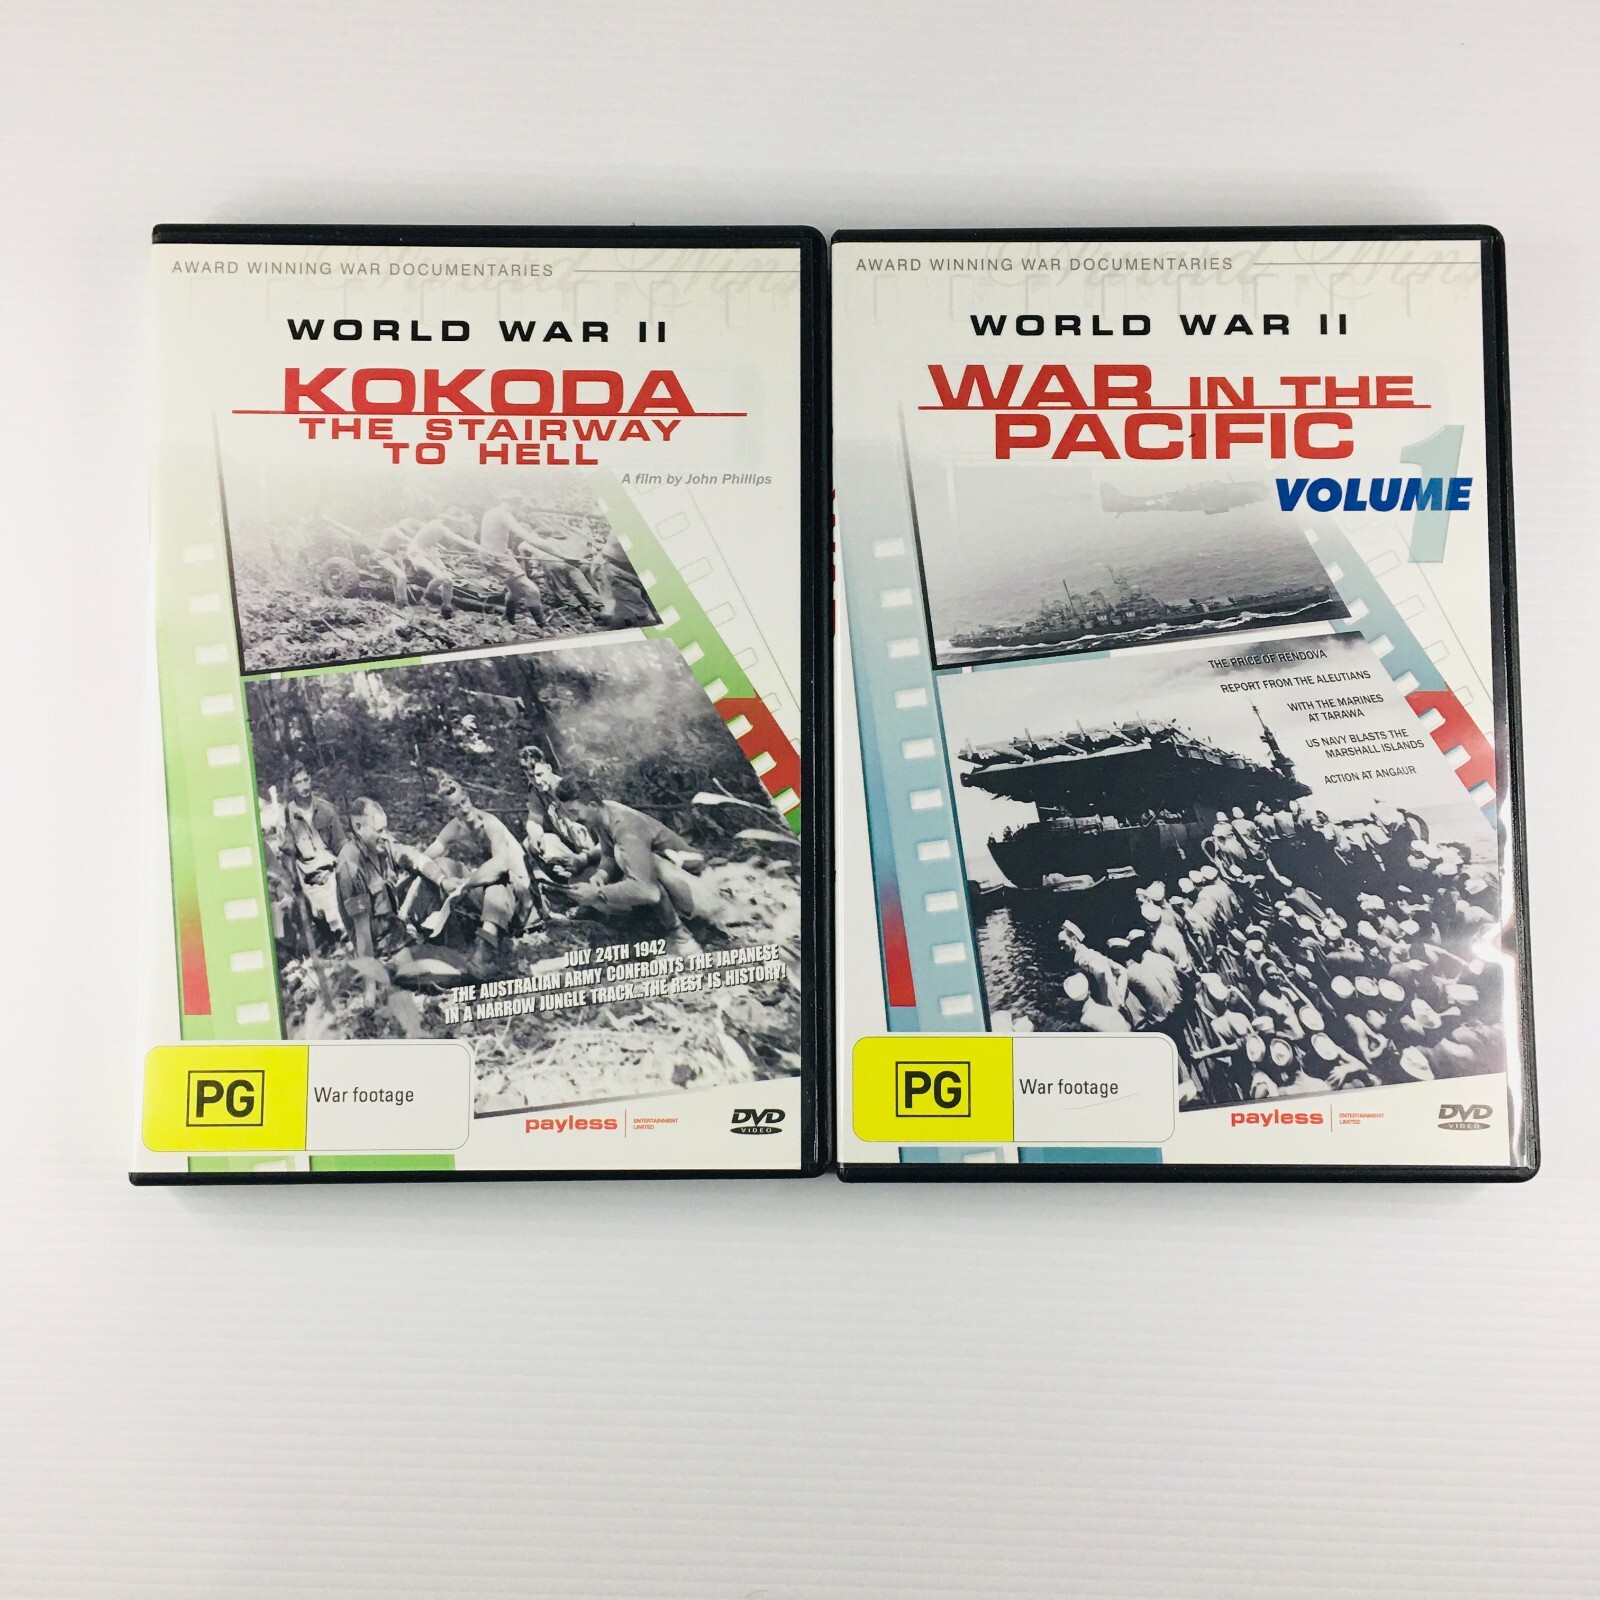 AWARD WINNING WAR DOCUMENTARIES
WORLD WAR II
KOKODA
THE STAIRWAY
TO HELL
A film by John Phillips
JULY 24TH 1942
THE AUSTRALIAN ARMY CONFRONTS THE JAPANESE
IN A NARROW JUNGLE TRACK...THE REST IS HISTORY!
PG
War footage
payless
ENTERTAINMENT
LIMITED
DVD
VIDEO
AWARD WINNING WAR DOCUMENTARIES
WORLD WAR II
WAR IN THE
PACIFIC
VOLUME 1
THE PRICE OF RENDOVA
REPORT FROM THE ALEUTIANS
WITH THE MARINES
AT TARAWA
US NAVY BLASTS THE
MARSHALL ISLANDS
ACTION AT ANGAUR
PG
War footage
payless
ENTERTAINMENT
LIMITED
DVD
VIDEO